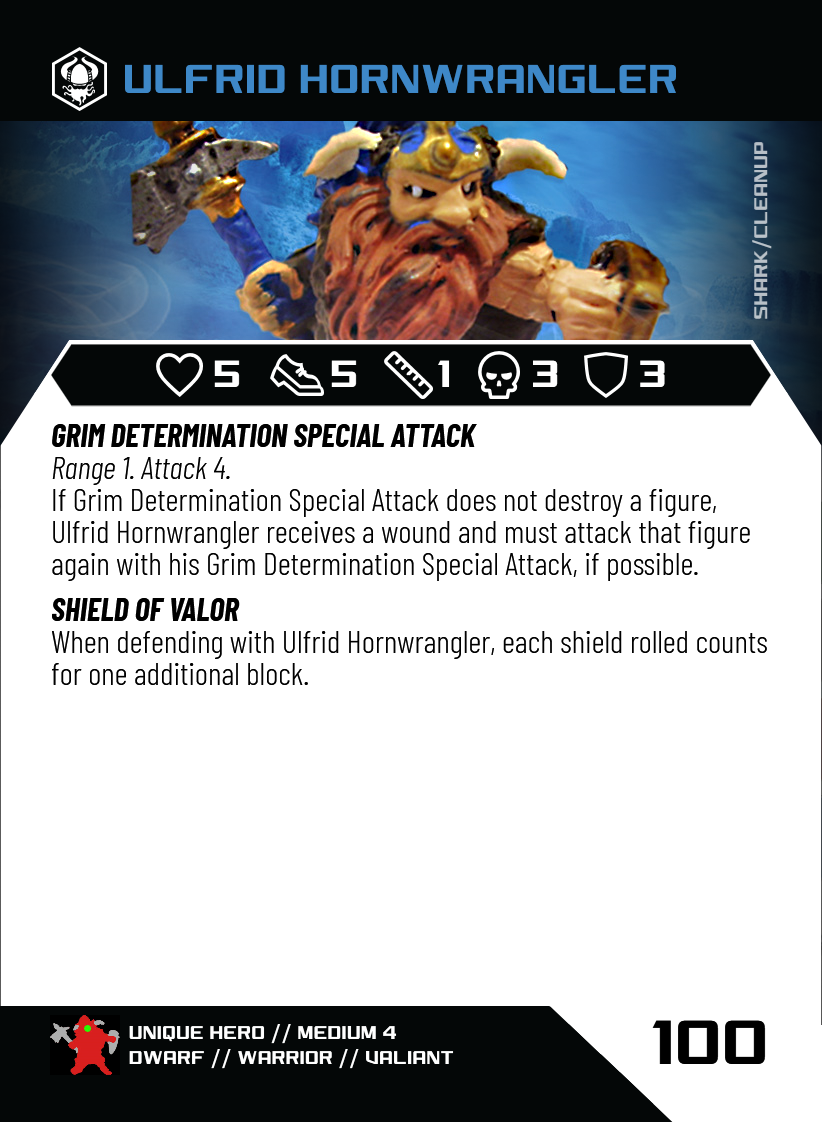 ULFRID HORNWRANGLER
SHARK/CLEANUP
5 5 1 3 3
GRIM DETERMINATION SPECIAL ATTACK
Range 1. Attack 4.
If Grim Determination Special Attack does not destroy a figure,
Ulfrid Hornwrangler receives a wound and must attack that figure
again with his Grim Determination Special Attack, if possible.
SHIELD OF VALOR
When defending with Ulfrid Hornwrangler, each shield rolled counts
for one additional block.
UNIQUE HERO // MEDIUM 4
DWARF // WARRIOR // VALIANT
100